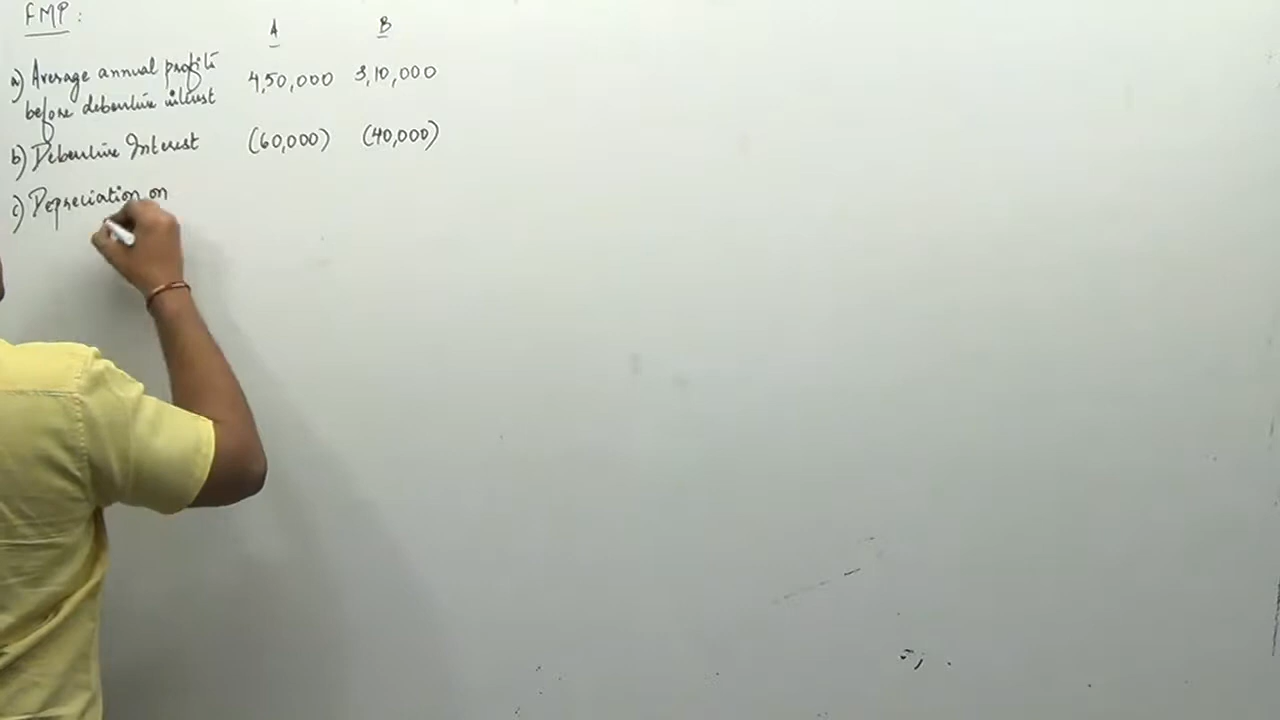 FMP:
A B
a) Average annual profits 4,50,000 3,10,000
before debenture interest
b) Debenture Interest (60,000) (40,000)
c) Depreciation on